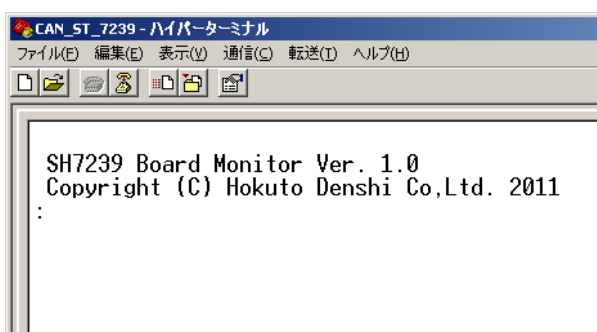 CAN_ST_7239 - ハイパーターミナル
ファイル(F) 編集(E) 表示(V) 通信(C) 転送(T) ヘルプ(H)
SH7239 Board Monitor Ver. 1.0
Copyright (C) Hokuto Denshi Co,Ltd. 2011
: